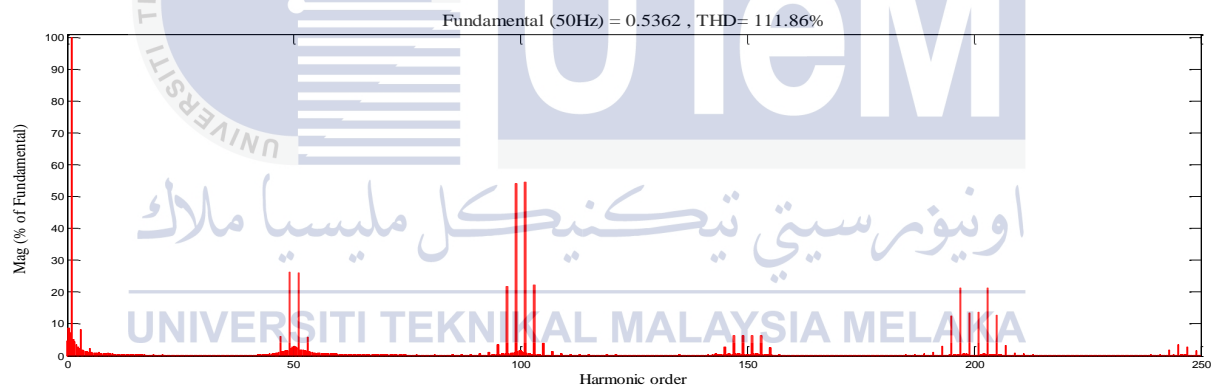 Fundamental (50Hz) = 0.5362 , THD= 111.86%
UNIVERSITI
UTeM
Mag (% of Fundamental)
100
90
80
70
60
50
40
30
20
10
0
اونيۏرسيتي تيكنيكل مليسيا ملاك
UNIVERSITI TEKNIKAL MALAYSIA MELAKA
0 50 100 150 200 250
Harmonic order